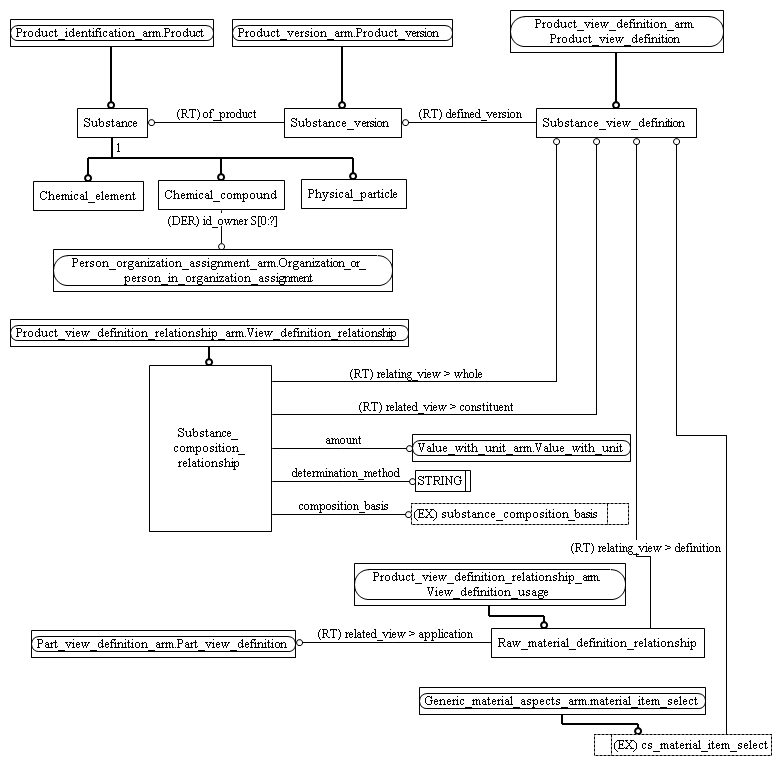 Product_identification_arm.Product
Product_version_arm.Product_version
Product_view_definition_arm.
Product_view_definition
Substance
(RT) of_product
Substance_version
(RT) defined_version
Substance_view_definition
1
Chemical_element
Chemical_compound
Physical_particle
(DER) id_owner S[0:?]
Person_organization_assignment_arm.Organization_or_
person_in_organization_assignment
Product_view_definition_relationship_arm.View_definition_relationship
(RT) relating_view > whole
(RT) related_view > constituent
Substance_
composition_
relationship
amount
Value_with_unit_arm.Value_with_unit
determination_method
STRING
composition_basis
(EX) substance_composition_basis
(RT) relating_view > definition
Product_view_definition_relationship_arm.
View_definition_usage
Part_view_definition_arm.Part_view_definition
(RT) related_view > application
Raw_material_definition_relationship
Generic_material_aspects_arm.material_item_select
(EX) cs_material_item_select